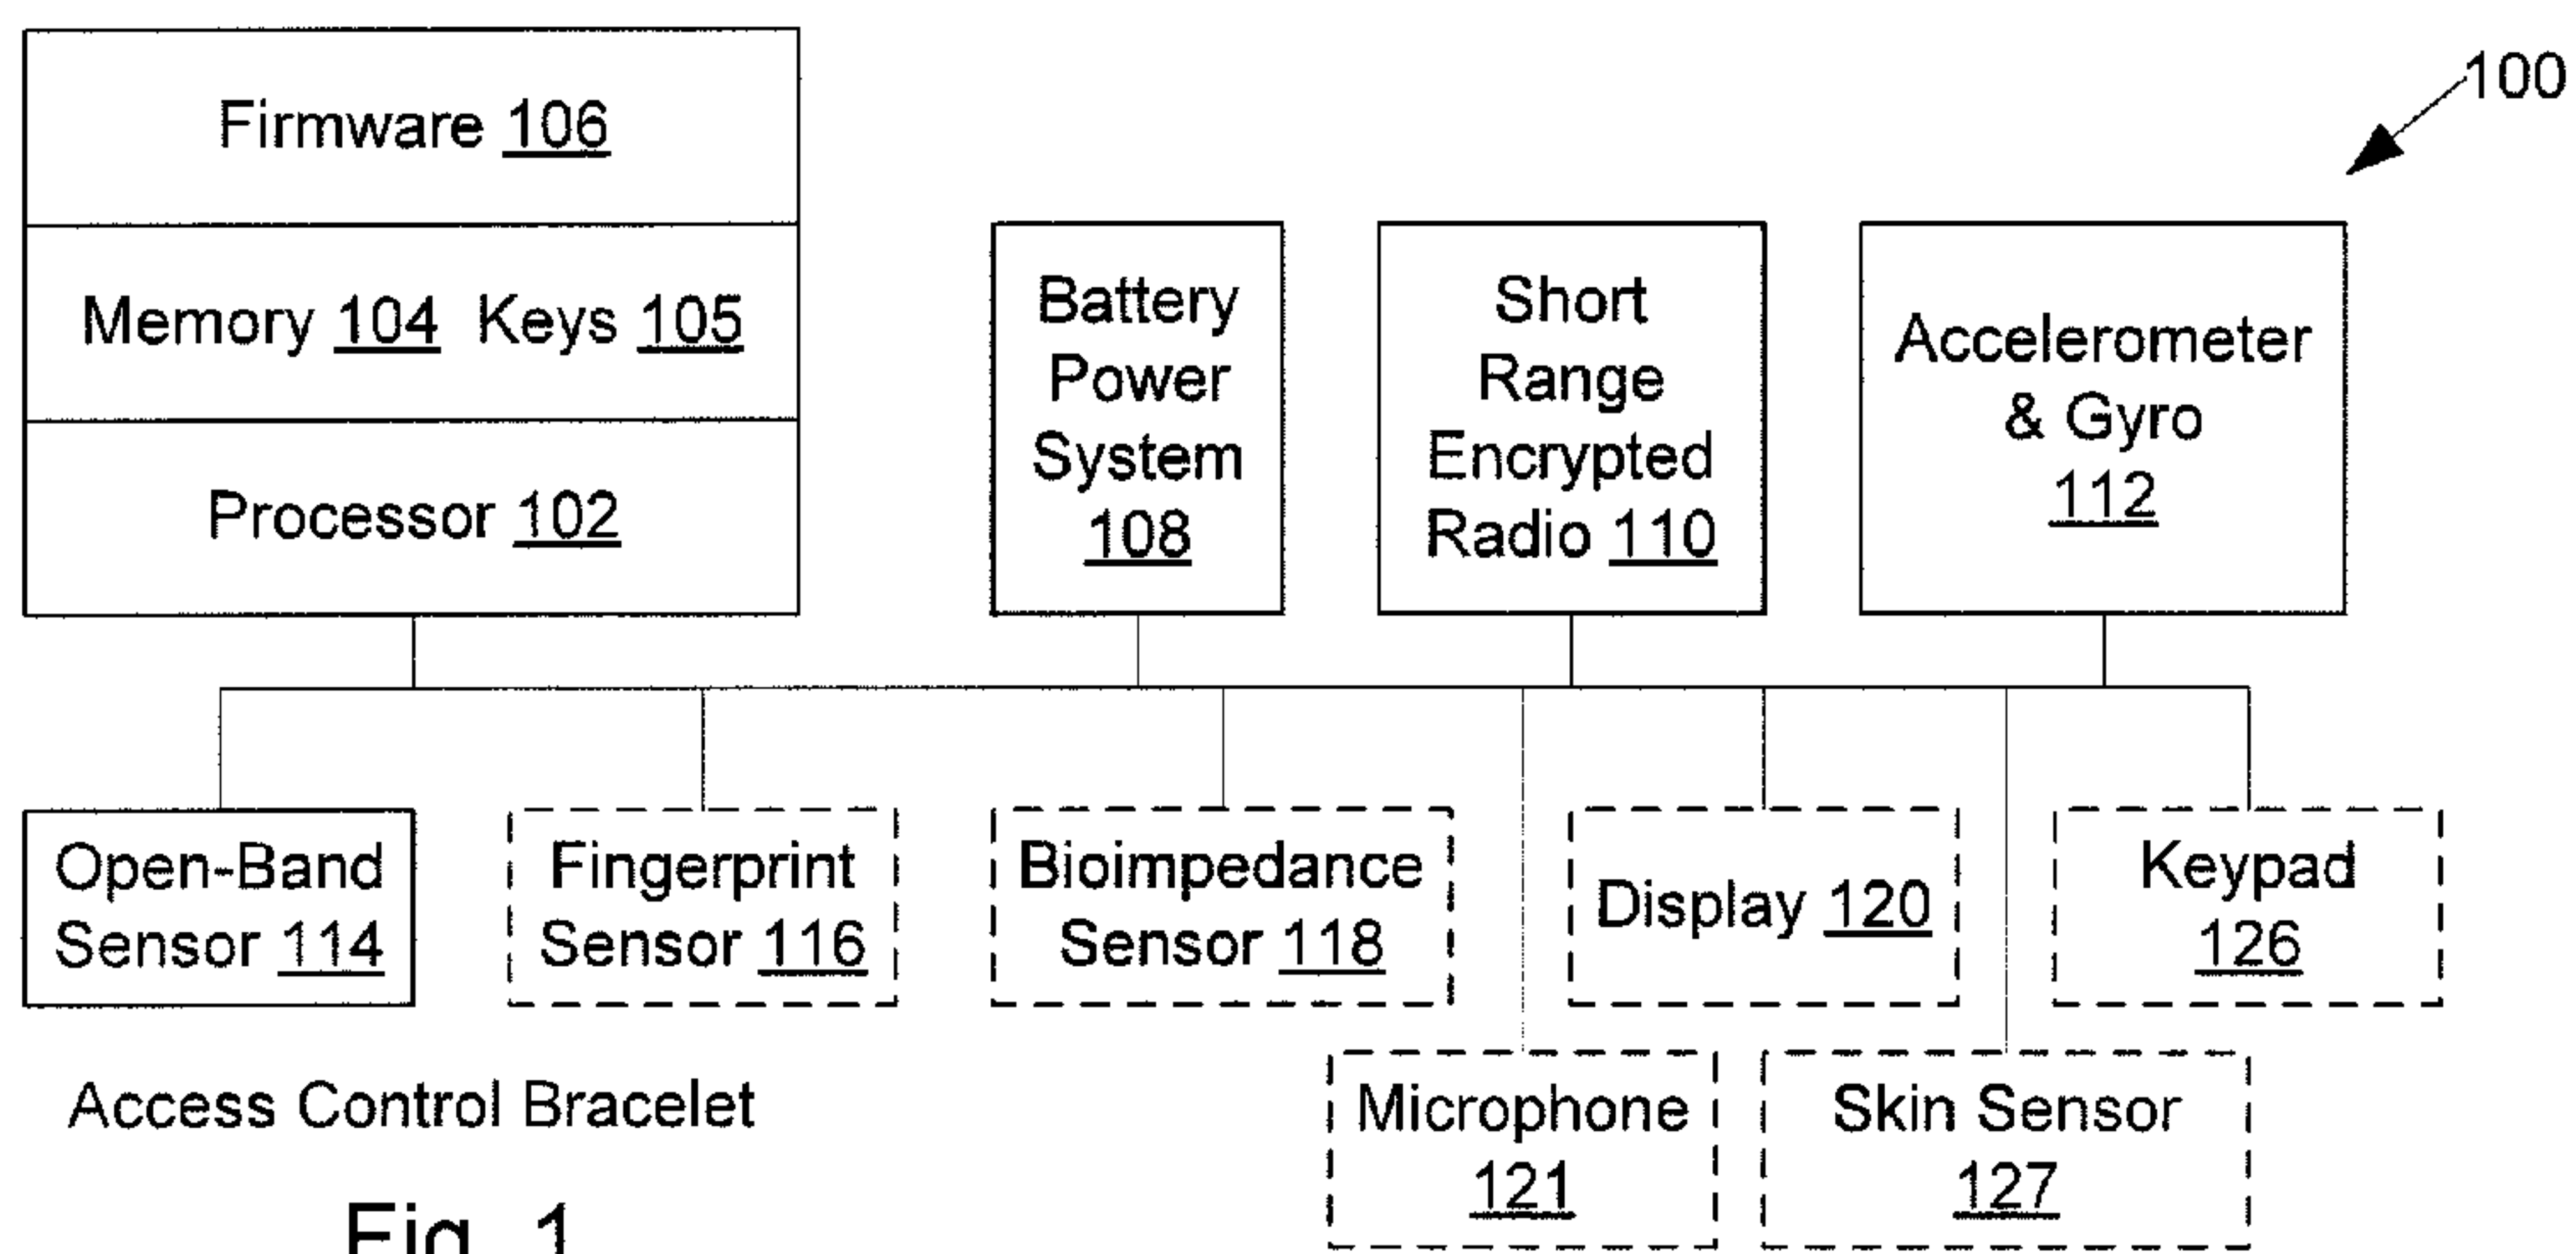 100
Firmware 106
Memory 104 Keys 105
Processor 102
Battery
Power
System
108
Short
Range
Encrypted
Radio 110
Accelerometer
& Gyro
112
Open-Band
Sensor 114
Fingerprint
Sensor 116
Bioimpedance
Sensor 118
Display 120
Keypad
126
Microphone
121
Skin Sensor
127
Access Control Bracelet
Fig. 1